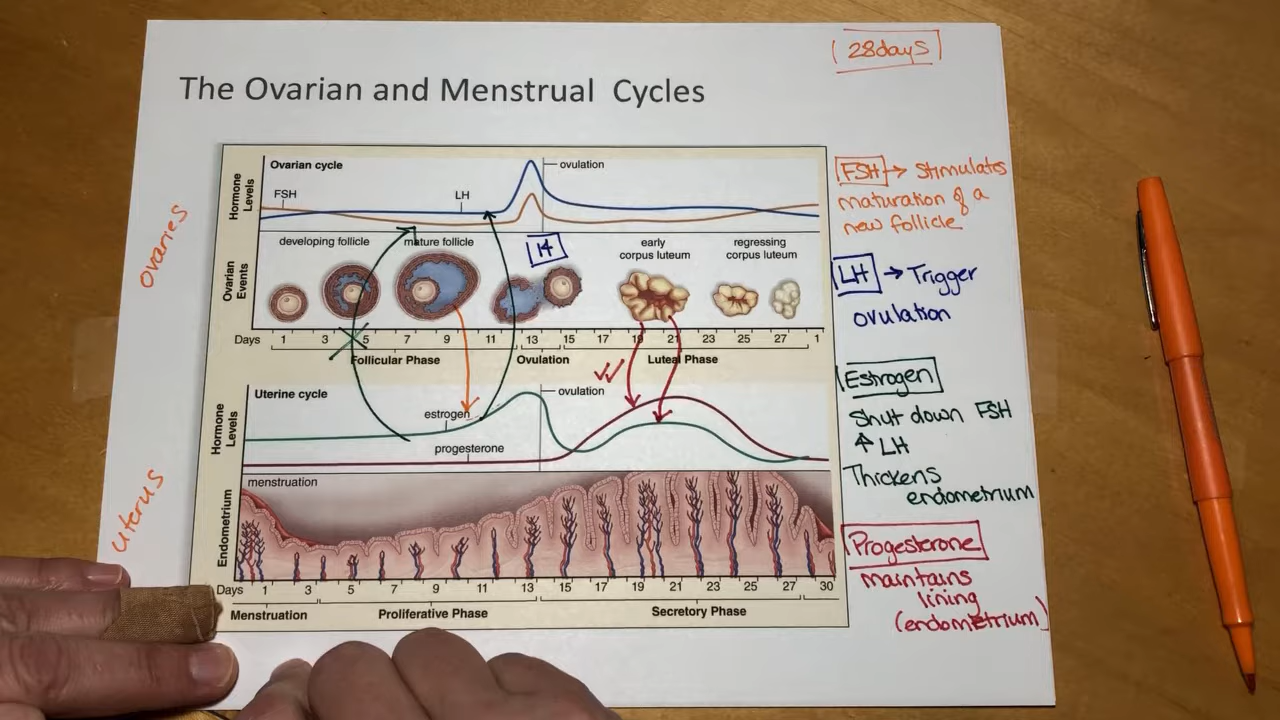 28days
The Ovarian and Menstrual Cycles
Ovaries
Uterus
Ovarian cycle
ovulation
Hormone
Levels
FSH
LH
developing follicle
mature follicle
14
early
corpus luteum
regressing
corpus luteum
Ovarian
Events
Days 1 3 5 7 9 11 13 15 17 19 21 23 25 27 1
Follicular Phase
Ovulation
Luteal Phase
Uterine cycle
ovulation
Hormone
Levels
estrogen
progesterone
menstruation
Endometrium
Days 1 3 5 7 9 11 13 15 17 19 21 23 25 27 30
Menstruation
Proliferative Phase
Secretory Phase
FSH → Stimulates
maturation of a
new follicle
LH → Trigger
ovulation
Estrogen
Shut down FSH
↑ LH
Thickens
endometrium
Progesterone
maintains
lining
(endometrium)